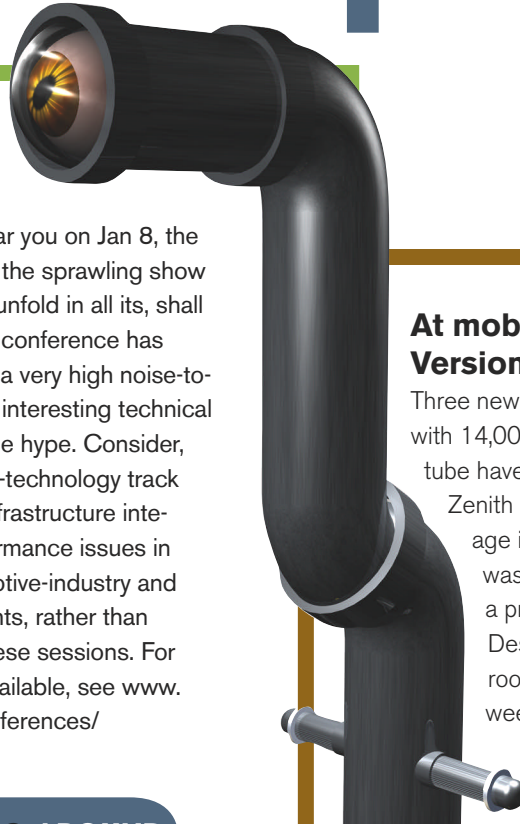 ar you on Jan 8, the
the sprawling show
unfold in all its, shall
conference has
a very high noise-to-
interesting technical
e hype. Consider,
-technology track
frastructure inte-
rmance issues in
otive-industry and
nts, rather than
ese sessions. For
ailable, see www.
ferences/
At mob
Version
Three new
with 14,00
tube have
Zenith
age i
was
a pr
Des
roo
wee